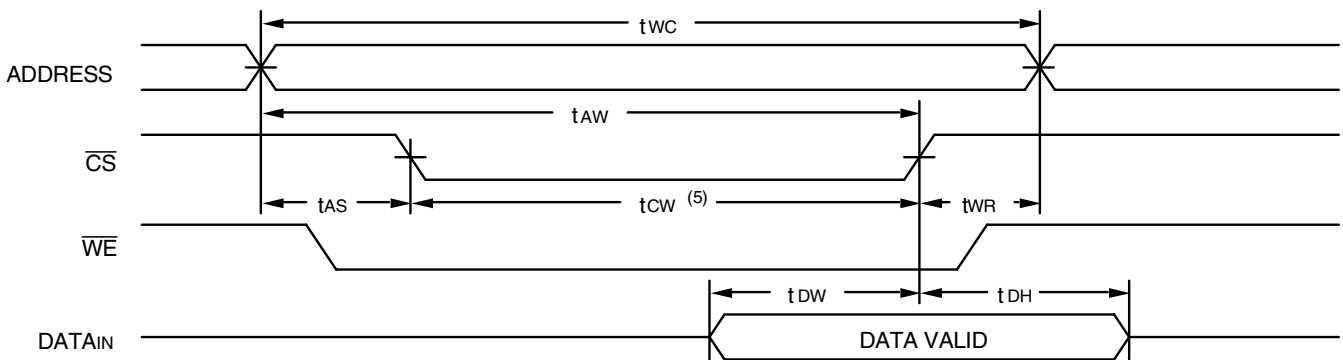 tWC
ADDRESS
tAW
CS
tAS
tCW (5)
tWR
WE
tDW
tDH
DATAIN
DATA VALID